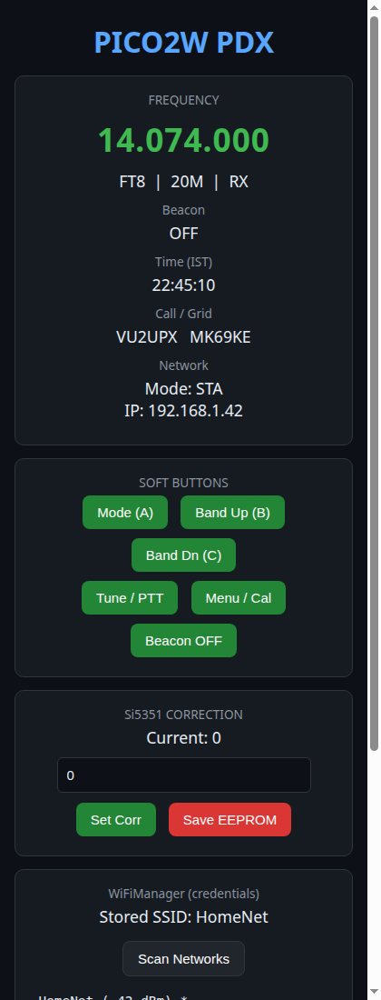 PICO2W PDX
FREQUENCY
14.074.000
FT8 | 20M | RX
Beacon
OFF
Time (IST)
22:45:10
Call / Grid
VU2UPX MK69KE
Network
Mode: STA
IP: 192.168.1.42
SOFT BUTTONS
Mode (A) Band Up (B)
Band Dn (C)
Tune / PTT Menu / Cal
Beacon OFF
Si5351 CORRECTION
Current: 0
0
Set Corr Save EEPROM
WiFiManager (credentials)
Stored SSID: HomeNet
Scan Networks
HomeNet (-42 dBm) *